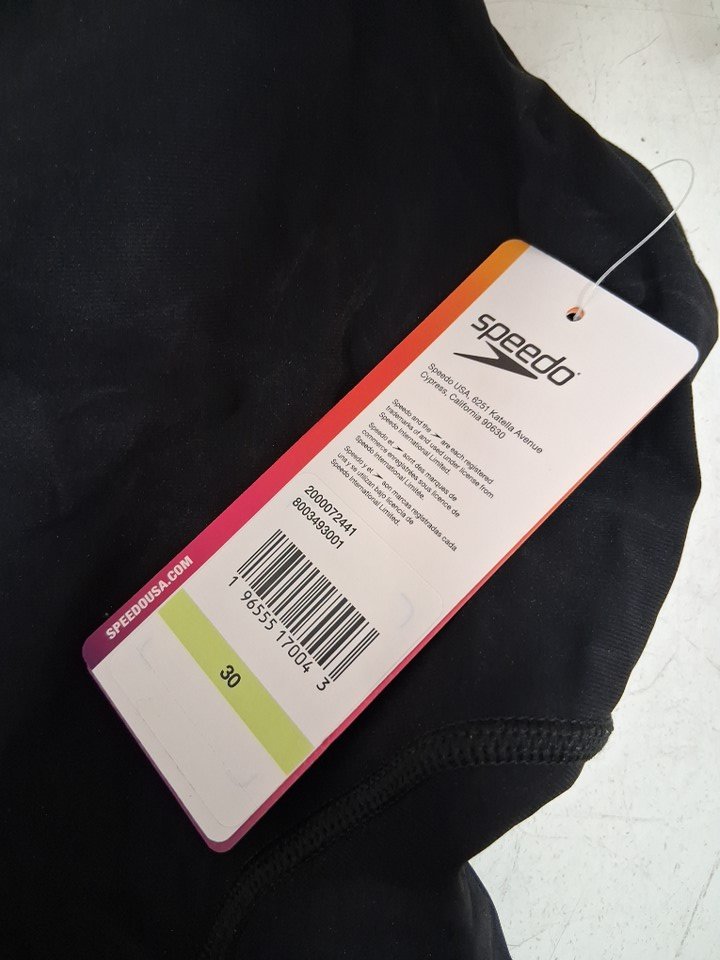 speedo
Speedo USA, 6251 Katella Avenue
Cypress, California 90630
Speedo and the are each registered
trademarks of and used under license from
Speedo International Limited.
Speedo et sont des marques de
commerce enregistrées sous licence de
Speedo International Limitée.
Speedo y el son marcas registradas cada
una y se utilizan bajo licencia de
Speedo International Limited.
2000072441
8003493001
1 96555 17004 3
30
SPEEDOUSA.COM